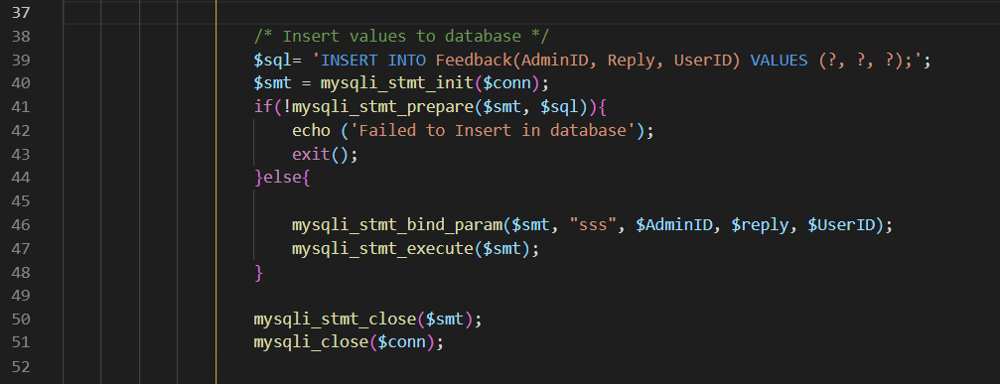 37
38 /* Insert values to database */
39 $sql= 'INSERT INTO Feedback(AdminID, Reply, UserID) VALUES (?, ?, ?);';
40 $smt = mysqli_stmt_init($conn);
41 if(!mysqli_stmt_prepare($smt, $sql)){
42 echo ('Failed to Insert in database');
43 exit();
44 }else{
45
46 mysqli_stmt_bind_param($smt, "sss", $AdminID, $reply, $UserID);
47 mysqli_stmt_execute($smt);
48 }
49
50 mysqli_stmt_close($smt);
51 mysqli_close($conn);
52